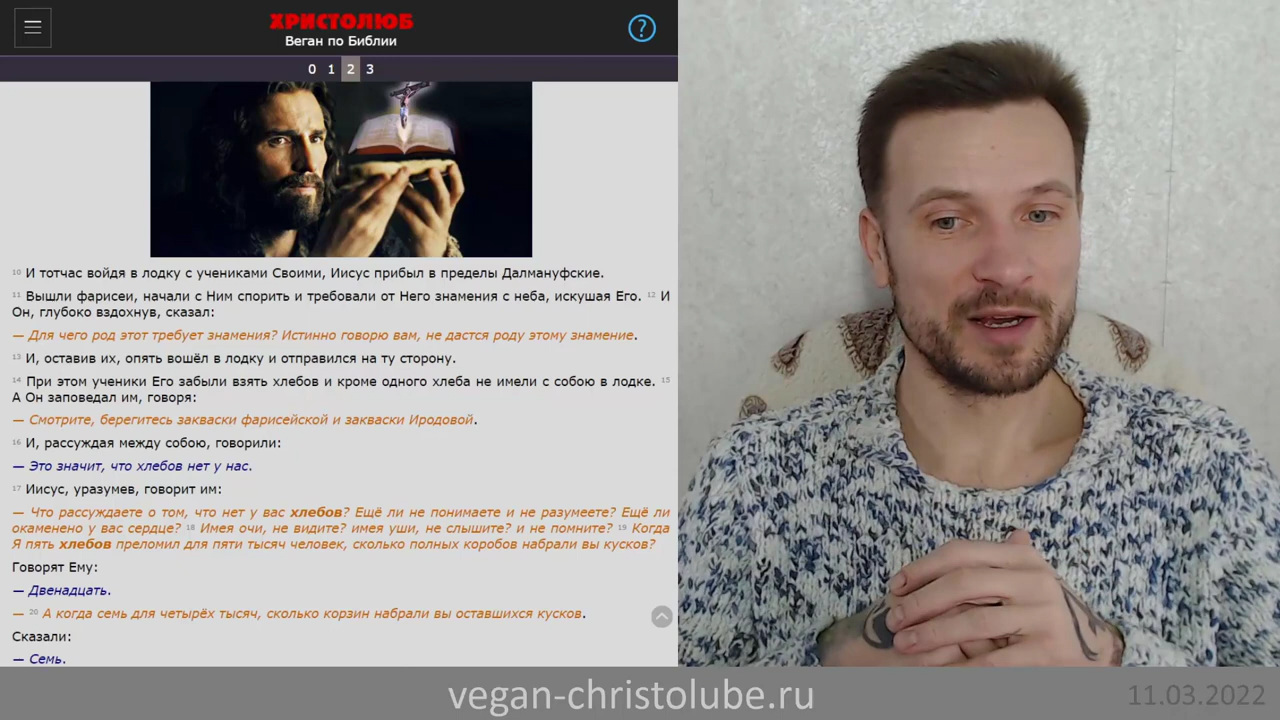 ХРИСТОЛЮБ
Веган по Библии
?
0 1 2 3
10 И тотчас войдя в лодку с учениками Своими, Иисус прибыл в пределы Далмануфские.
11 Вышли фарисеи, начали с Ним спорить и требовали от Него знамения с неба, искушая Его. 12 И
Он, глубоко вздохнув, сказал:
— Для чего род этот требует знамения? Истинно говорю вам, не дастся роду этому знамение.
13 И, оставив их, опять вошёл в лодку и отправился на ту сторону.
14 При этом ученики Его забыли взять хлебов и кроме одного хлеба не имели с собою в лодке. 15
А Он заповедал им, говоря:
— Смотрите, берегитесь закваски фарисейской и закваски Иродовой.
16 И, рассуждая между собою, говорили:
— Это значит, что хлебов нет у нас.
17 Иисус, уразумев, говорит им:
— Что рассуждаете о том, что нет у вас хлебов? Ещё ли не понимаете и не разумеете? Ещё ли
окаменено у вас сердце? 18 Имея очи, не видите? имея уши, не слышите? и не помните? 19 Когда
Я пять хлебов преломил для пяти тысяч человек, сколько полных коробов набрали вы кусков?
Говорят Ему:
— Двенадцать.
— 20 А когда семь для четырёх тысяч, сколько корзин набрали вы оставшихся кусков.
Сказали:
— Семь.
vegan-christolube.ru
11.03.2022